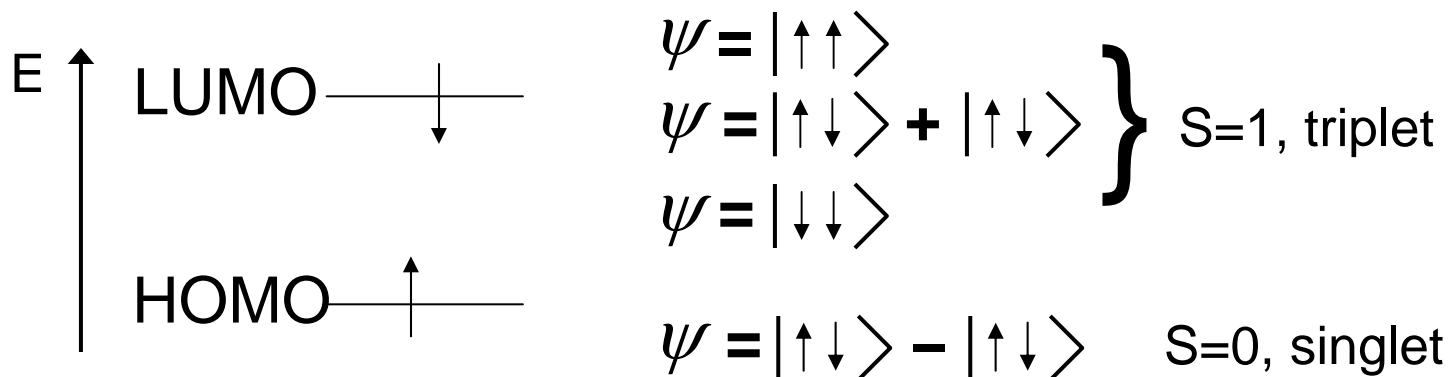 E
LUMO
HOMO
ψ = |↑↑〉
ψ = |↑↓〉 + |↑↓〉 } S=1, triplet
ψ = |↓↓〉
ψ = |↑↓〉 − |↑↓〉 S=0, singlet